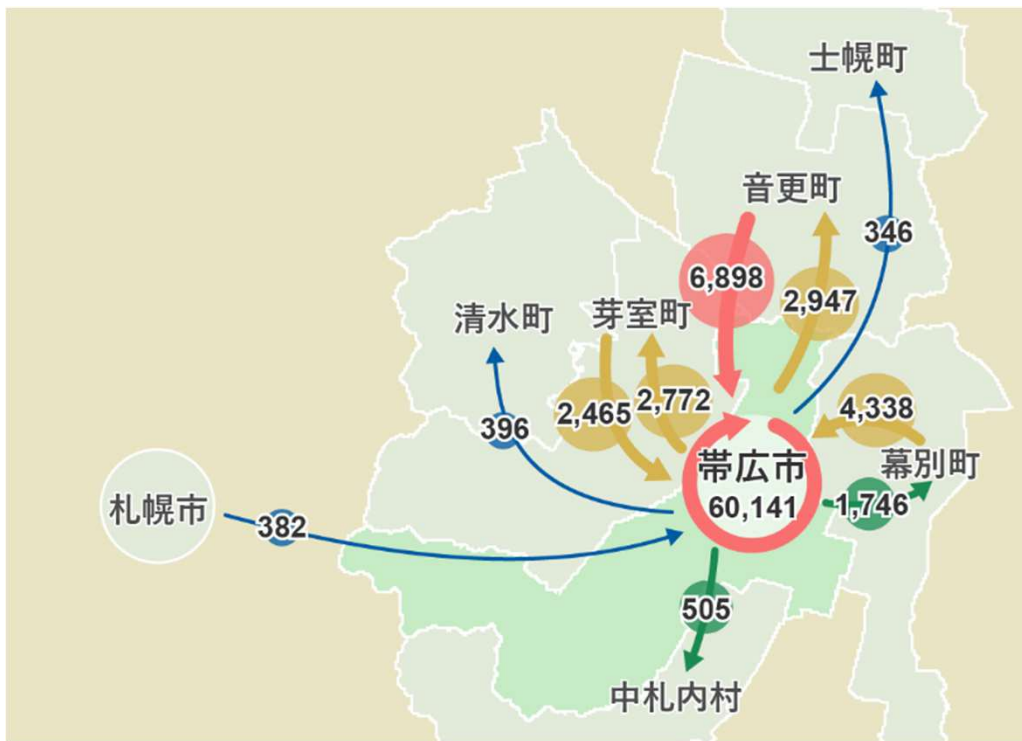 士幌町
音更町
346
6,898
2,947
清水町
芽室町
2,465
2,772
4,338
396
帯広市
60,141
幕別町
1,746
札幌市
382
505
中札内村